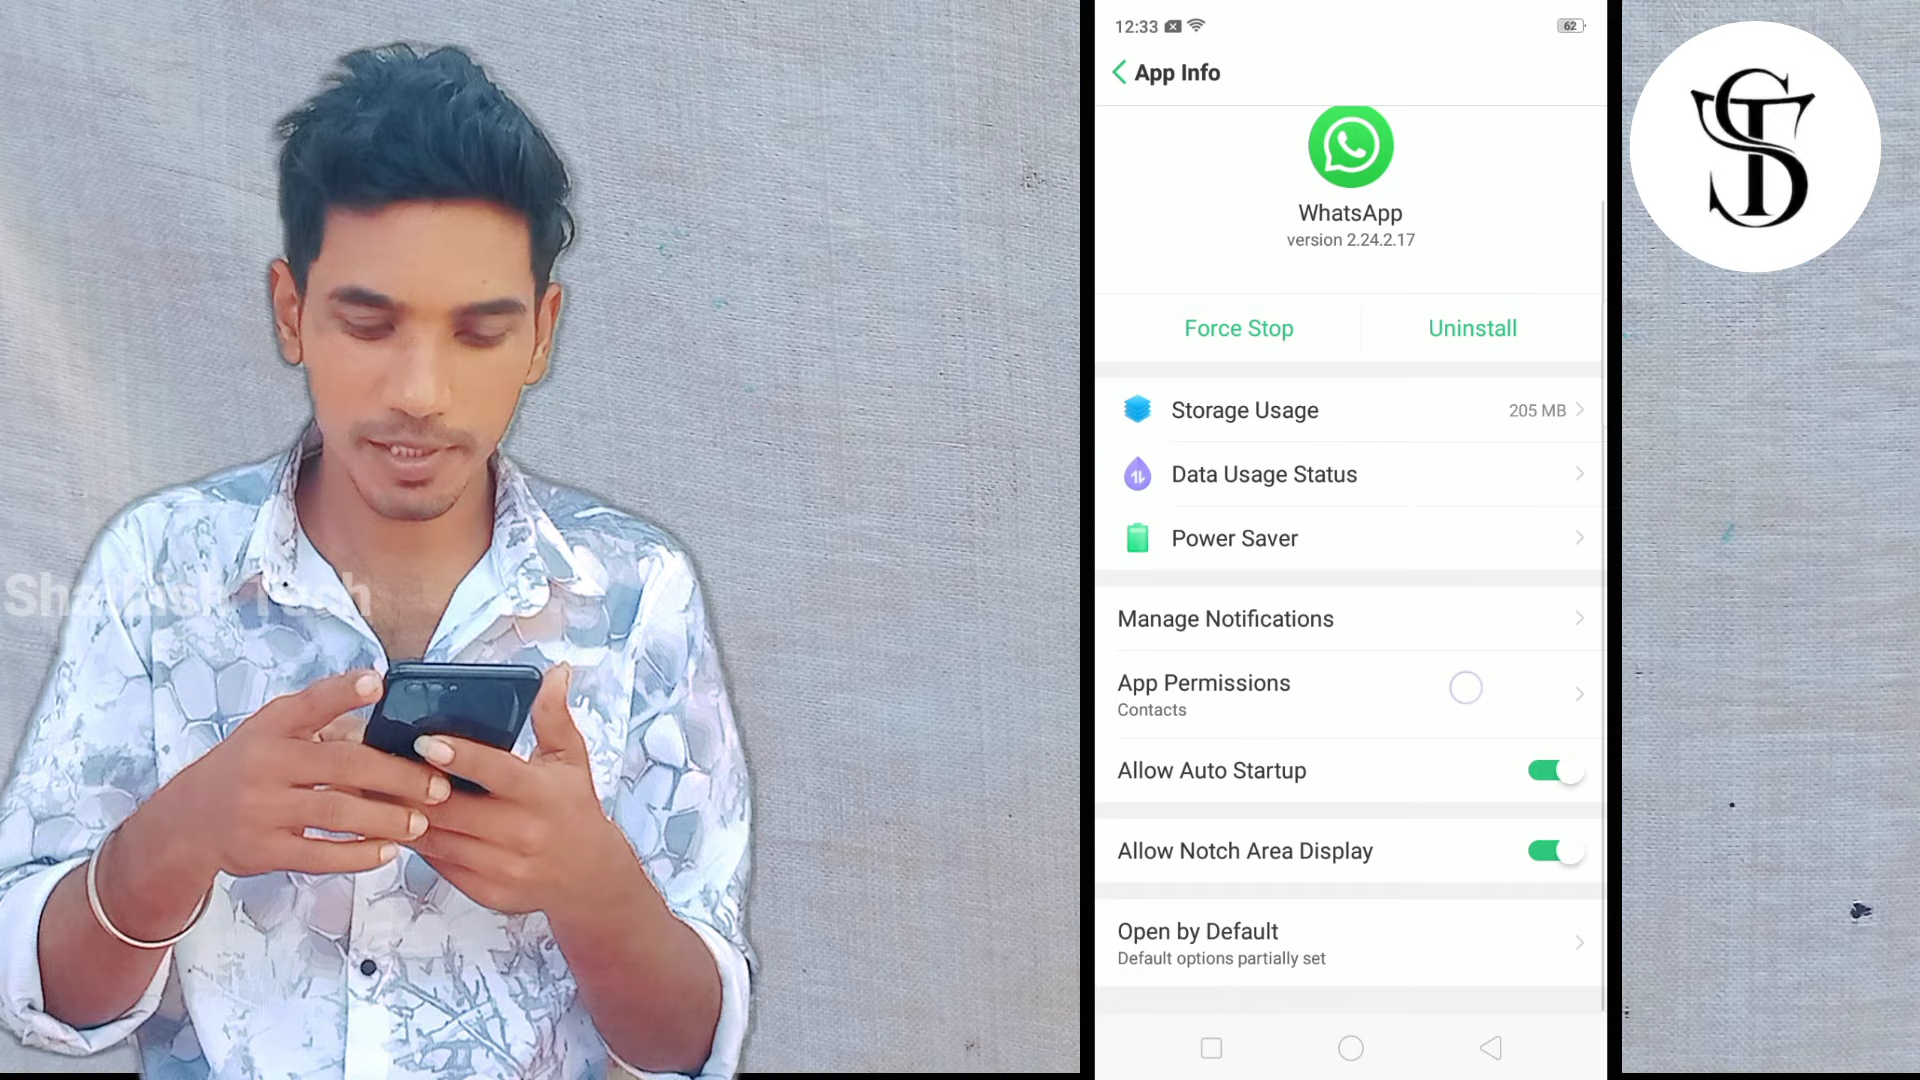 12:33
62
App Info
WhatsApp
version 2.24.2.17
Force Stop
Uninstall
Storage Usage
205 MB
Data Usage Status
Power Saver
Manage Notifications
App Permissions
Contacts
Allow Auto Startup
Allow Notch Area Display
Open by Default
Default options partially set
Tech
ST